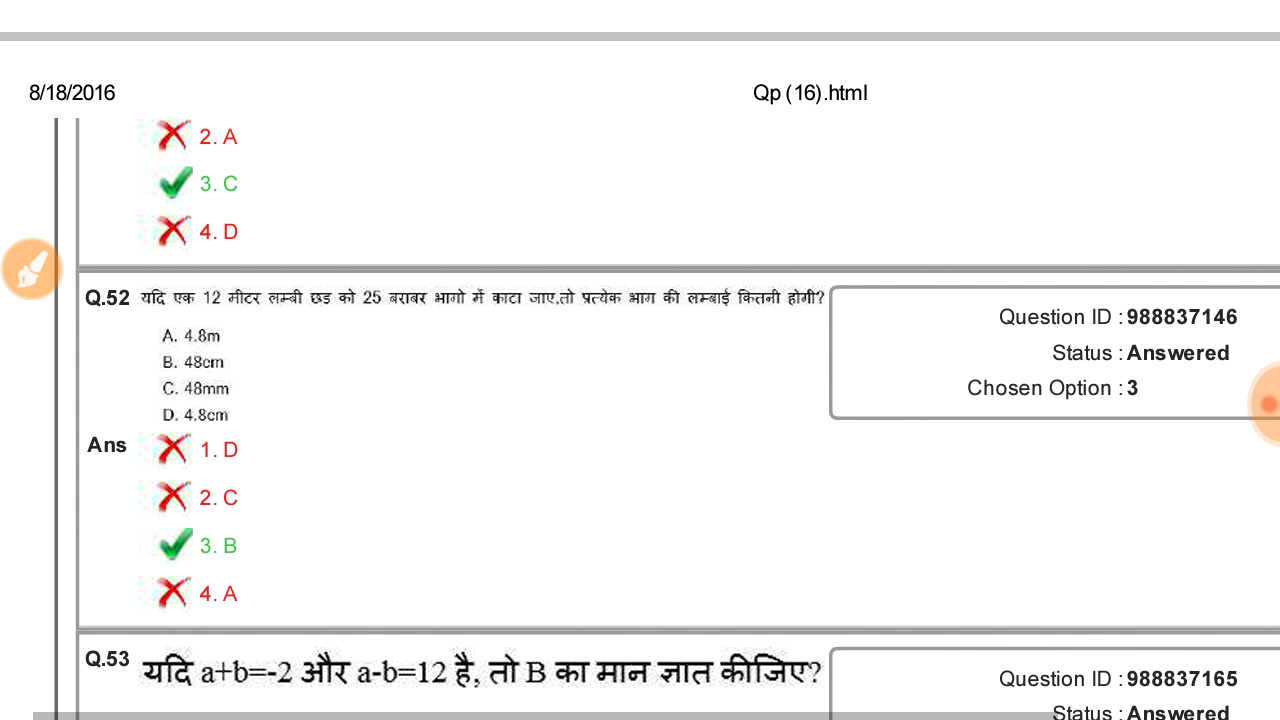 8/18/2016 Qp (16).html
2. A
3. C
4. D
Q.52 यदि एक 12 मीटर लम्बी छड को 25 बराबर भागो में काटा जाए,तो प्रत्येक भाग की लम्बाई कितनी होगी?
A. 4.8m
B. 48cm
C. 48mm
D. 4.8cm
Question ID : 988837146
Status : Answered
Chosen Option : 3
Ans 1. D
2. C
3. B
4. A
Q.53 यदि a+b=-2 और a-b=12 है, तो B का मान ज्ञात कीजिए?
Question ID : 988837165
Status : Answered